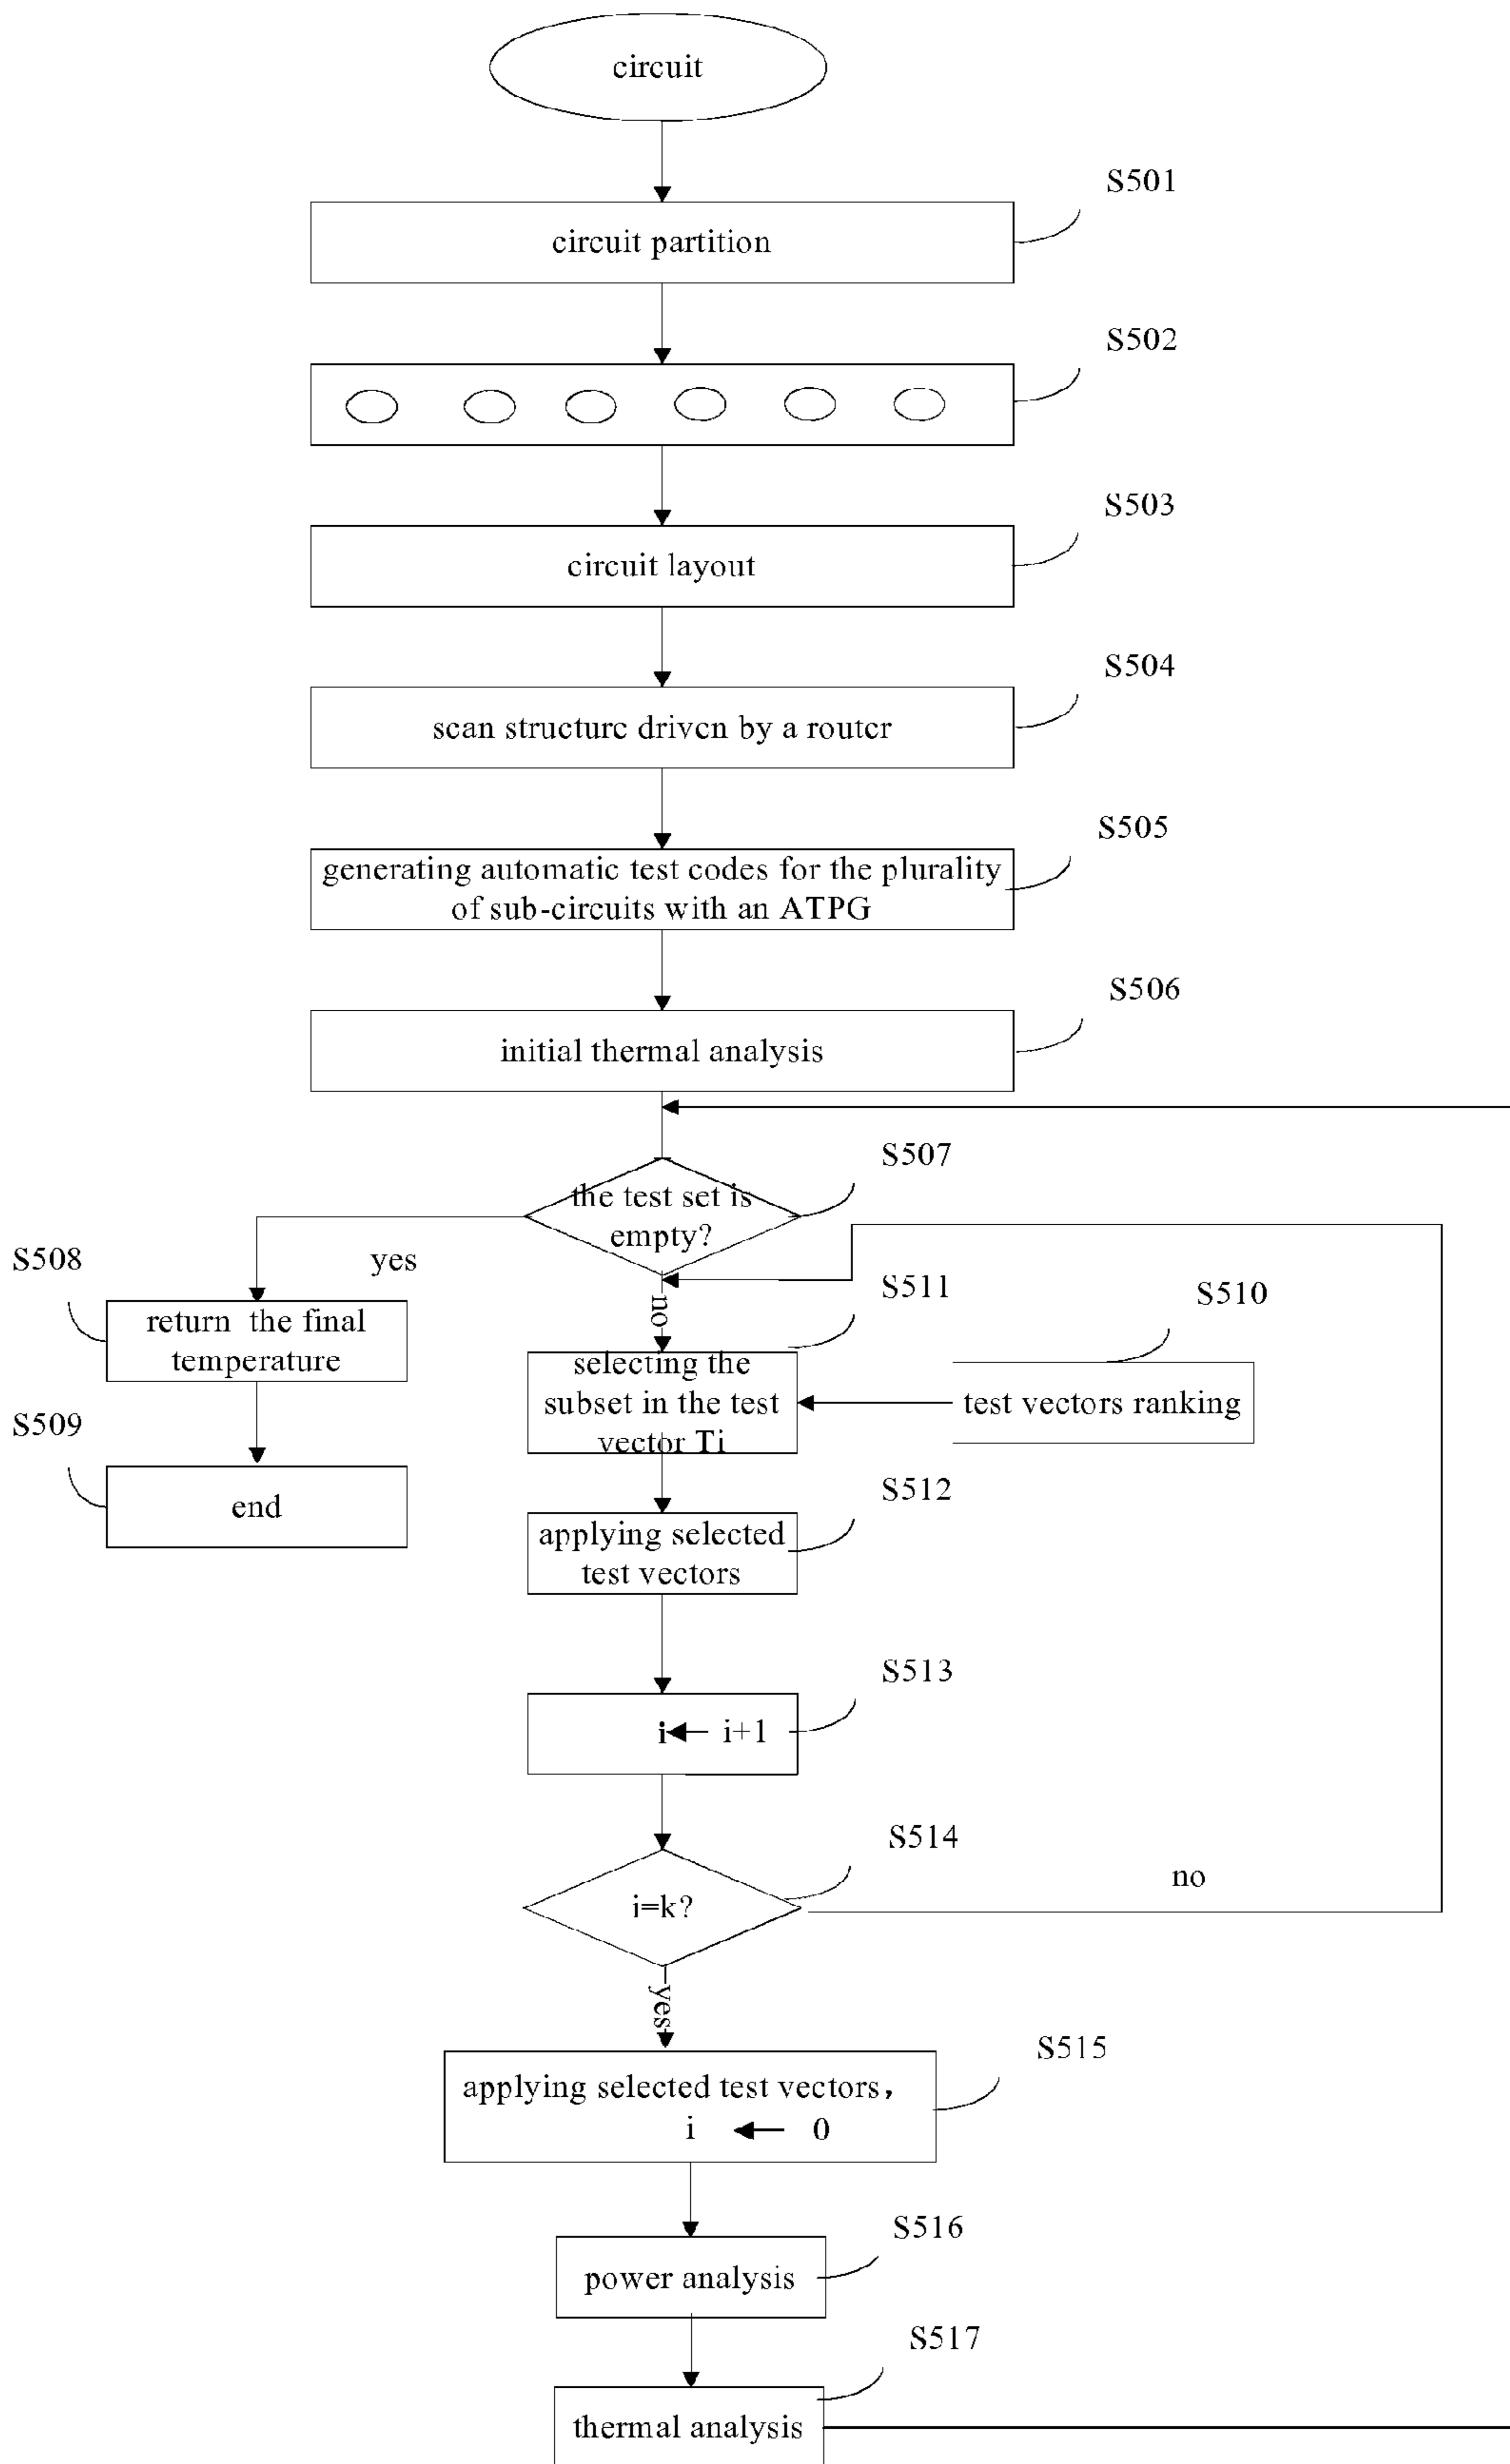 circuit
S501
circuit partition
S502
S503
circuit layout
S504
scan structure driven by a router
S505
generating automatic test codes for the plurality
of sub-circuits with an ATPG
S506
initial thermal analysis
S507
the test set is
empty?
yes
S508
return the final
temperature
S509
end
no
S511
selecting the
subset in the test
vector Ti
S510
test vectors ranking
S512
applying selected
test vectors
S513
i ← i+1
S514
i=k?
no
yes
S515
applying selected test vectors,
i ← 0
S516
power analysis
S517
thermal analysis